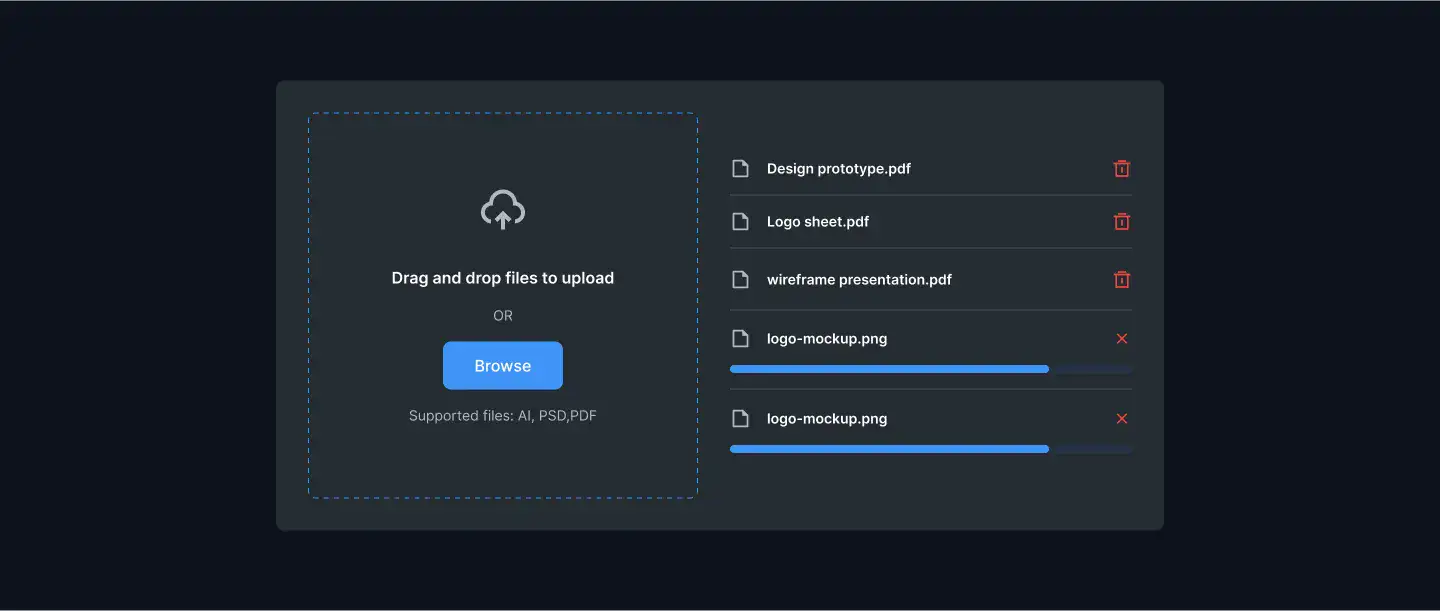 Drag and drop files to upload
OR
Browse
Supported files: AI, PSD,PDF
Design prototype.pdf
Logo sheet.pdf
wireframe presentation.pdf
logo-mockup.png
logo-mockup.png